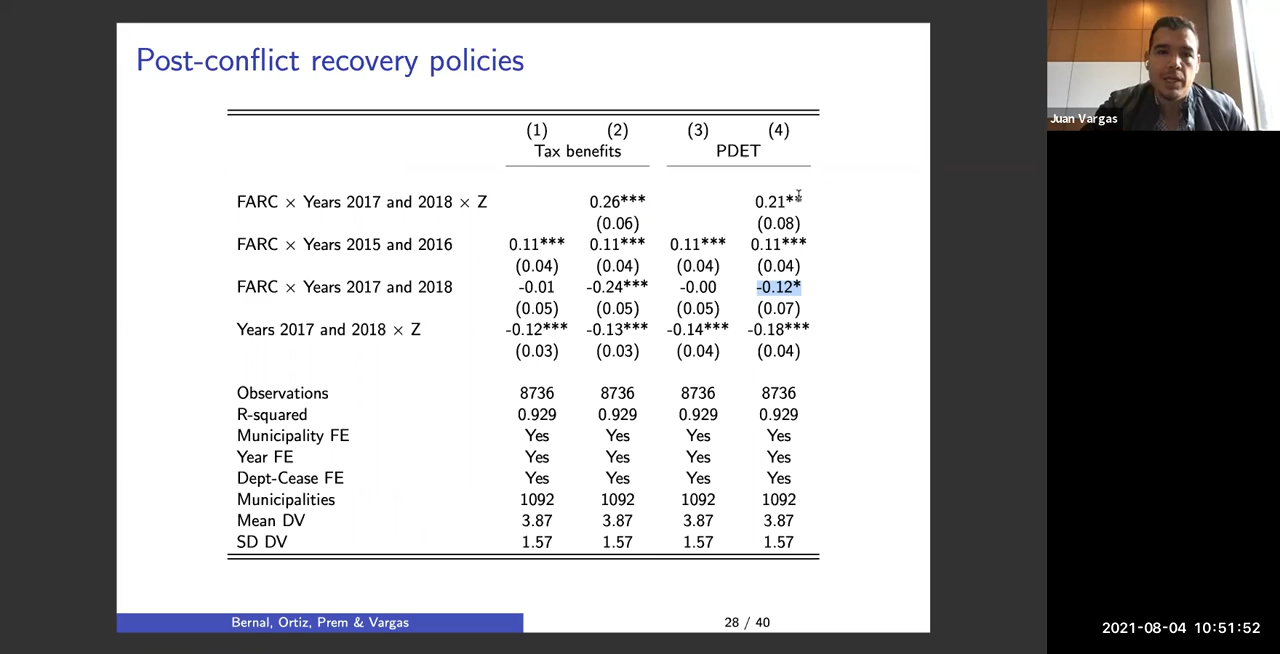 Post-conflict recovery policies
(1) (2) (3) (4)
Tax benefits PDET
FARC × Years 2017 and 2018 × Z 0.26*** 0.21**
(0.06) (0.08)
FARC × Years 2015 and 2016 0.11*** 0.11*** 0.11*** 0.11***
(0.04) (0.04) (0.04) (0.04)
FARC × Years 2017 and 2018 -0.01 -0.24*** -0.00 -0.12*
(0.05) (0.05) (0.05) (0.07)
Years 2017 and 2018 × Z -0.12*** -0.13*** -0.14*** -0.18***
(0.03) (0.03) (0.04) (0.04)
Observations 8736 8736 8736 8736
R-squared 0.929 0.929 0.929 0.929
Municipality FE Yes Yes Yes Yes
Year FE Yes Yes Yes Yes
Dept-Cease FE Yes Yes Yes Yes
Municipalities 1092 1092 1092 1092
Mean DV 3.87 3.87 3.87 3.87
SD DV 1.57 1.57 1.57 1.57
Bernal, Ortiz, Prem & Vargas 28 / 40
Juan Vargas
2021-08-04 10:51:52